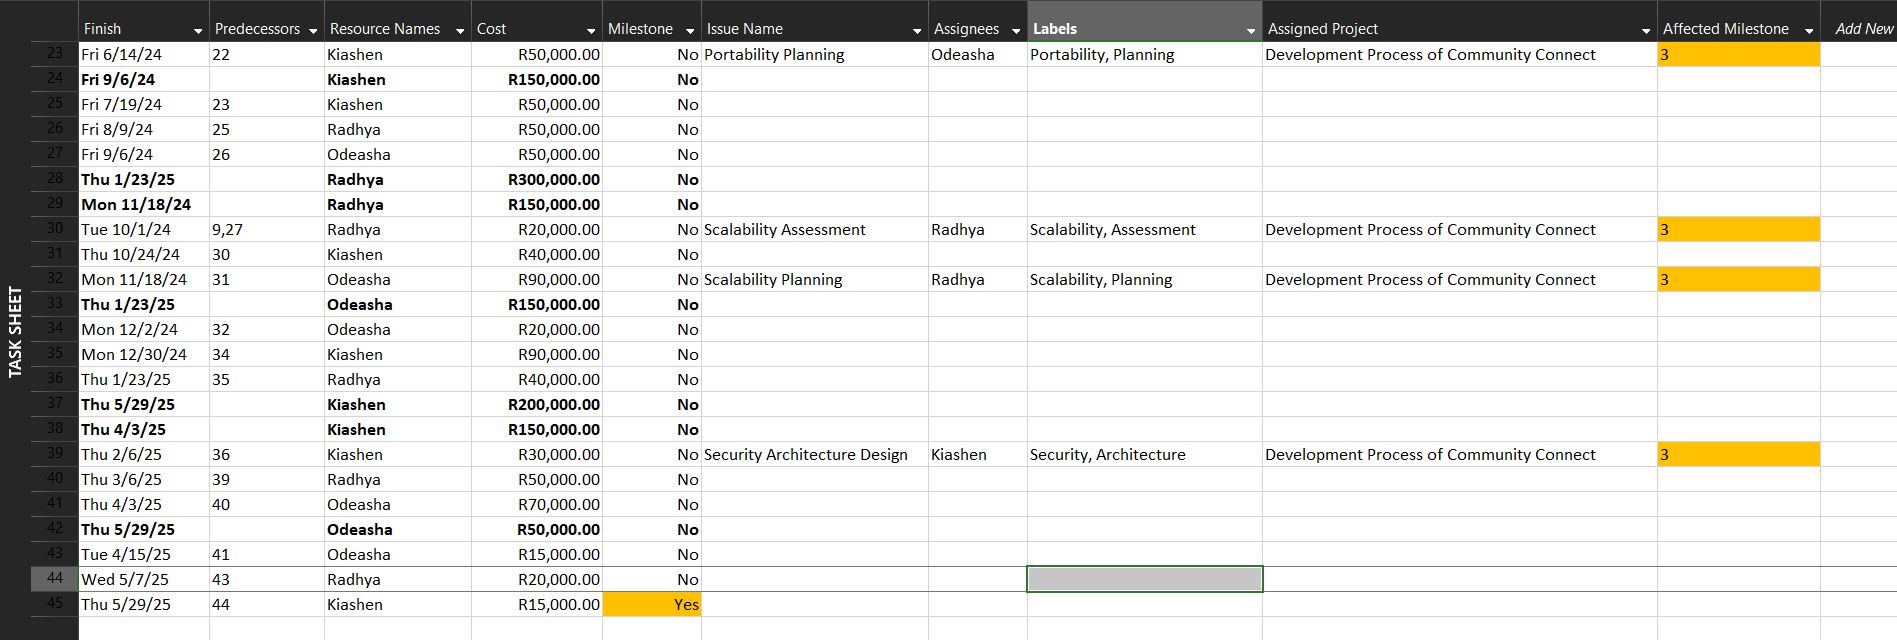 Finish Predecessors Resource Names Cost Milestone Issue Name Assignees Labels Assigned Project Affected Milestone Add New
23 Fri 6/14/24 22 Kiashen R50,000.00 No Portability Planning Odeasha Portability, Planning Development Process of Community Connect 3
24 Fri 9/6/24 Kiashen R150,000.00 No
25 Fri 7/19/24 23 Kiashen R50,000.00 No
26 Fri 8/9/24 25 Radhya R50,000.00 No
27 Fri 9/6/24 26 Odeasha R50,000.00 No
28 Thu 1/23/25 Radhya R300,000.00 No
29 Mon 11/18/24 Radhya R150,000.00 No
30 Tue 10/1/24 9,27 Radhya R20,000.00 No Scalability Assessment Radhya Scalability, Assessment Development Process of Community Connect 3
31 Thu 10/24/24 30 Kiashen R40,000.00 No
32 Mon 11/18/24 31 Odeasha R90,000.00 No Scalability Planning Radhya Scalability, Planning Development Process of Community Connect 3
33 Thu 1/23/25 Odeasha R150,000.00 No
34 Mon 12/2/24 32 Odeasha R20,000.00 No
35 Mon 12/30/24 34 Kiashen R90,000.00 No
36 Thu 1/23/25 35 Radhya R40,000.00 No
37 Thu 5/29/25 Kiashen R200,000.00 No
38 Thu 4/3/25 Kiashen R150,000.00 No
39 Thu 2/6/25 36 Kiashen R30,000.00 No Security Architecture Design Kiashen Security, Architecture Development Process of Community Connect 3
40 Thu 3/6/25 39 Radhya R50,000.00 No
41 Thu 4/3/25 40 Odeasha R70,000.00 No
42 Thu 5/29/25 Odeasha R50,000.00 No
43 Tue 4/15/25 41 Odeasha R15,000.00 No
44 Wed 5/7/25 43 Radhya R20,000.00 No
45 Thu 5/29/25 44 Kiashen R15,000.00 Yes
TASK SHEET